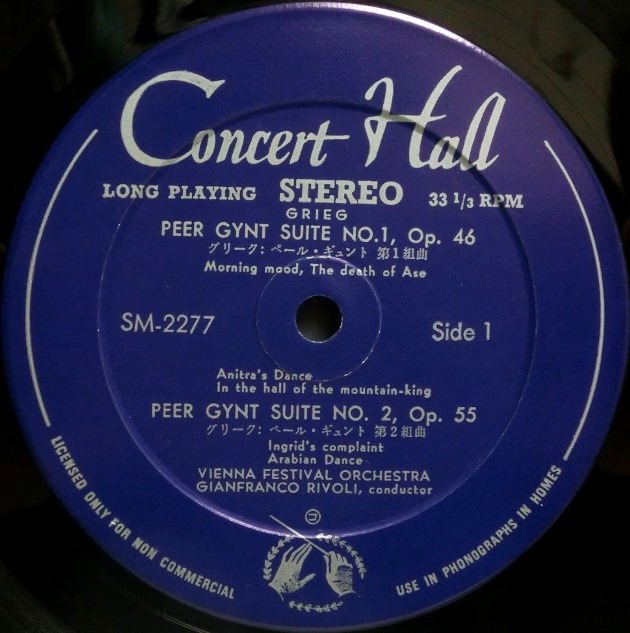 Concert Hall
LONG PLAYING STEREO 33 1/3 RPM
GRIEG
PEER GYNT SUITE NO.1, Op. 46
グリーク: ペール・ギュント 第1組曲
Morning mood, The death of Ase
SM-2277
Side 1
Anitra's Dance
In the hall of the mountain-king
PEER GYNT SUITE NO. 2, Op. 55
グリーク: ペール・ギュント 第2組曲
Ingrid's complaint
Arabian Dance
VIENNA FESTIVAL ORCHESTRA
GIANFRANCO RIVOLI, conductor
コ
LICENSED ONLY FOR NON COMMERCIAL
USE IN PHONOGRAPHS IN HOMES